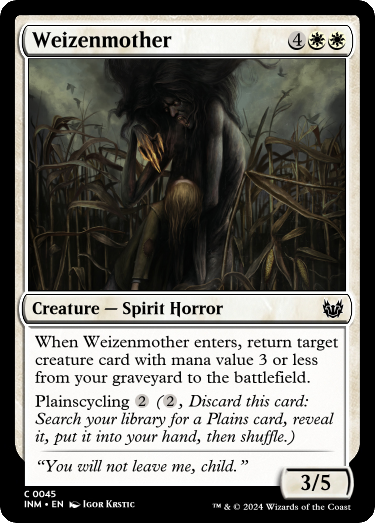 Weizenmother 4
Creature — Spirit Horror
When Weizenmother enters, return target
creature card with mana value 3 or less
from your graveyard to the battlefield.
Plainscycling 2 (2, Discard this card:
Search your library for a Plains card, reveal
it, put it into your hand, then shuffle.)
“You will not leave me, child.”
3/5
C 0045
INM • EN Igor Krstic
™ & © 2024 Wizards of the Coast